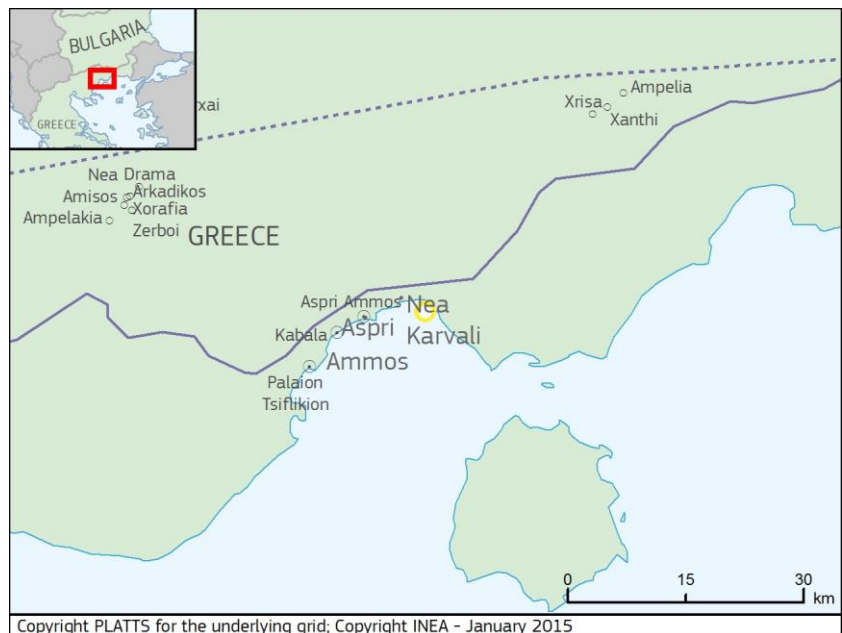 BULGARIA
GREECE
xai
Ampelia
Xrisa
Xanthi
Nea Drama
Amisos
Arkadikos
Ampelakia
Xorafia
Zerboi
GREECE
Aspri Ammos
Nea
Karvali
Kabala
Aspri
Ammos
Palaion
Tsiflikion
0 15 30
km
Copyright PLATTS for the underlying grid; Copyright INEA - January 2015